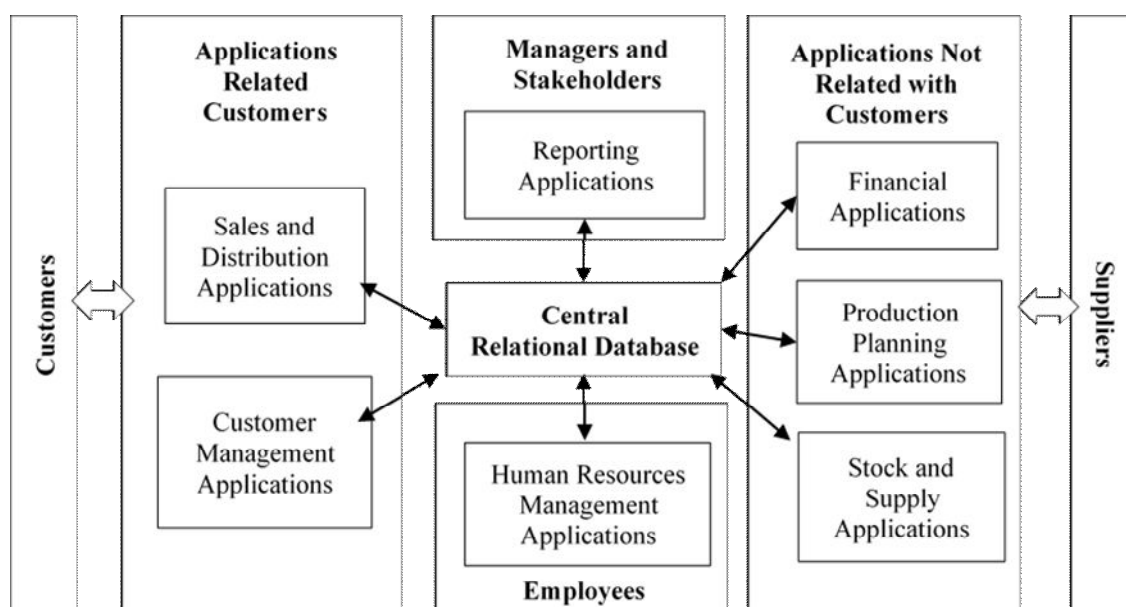 Customers
Applications
Related
Customers
Sales and
Distribution
Applications
Customer
Management
Applications
Managers and
Stakeholders
Reporting
Applications
Central
Relational Database
Human Resources
Management
Applications
Employees
Applications Not
Related with
Customers
Financial
Applications
Production
Planning
Applications
Stock and
Supply
Applications
Suppliers